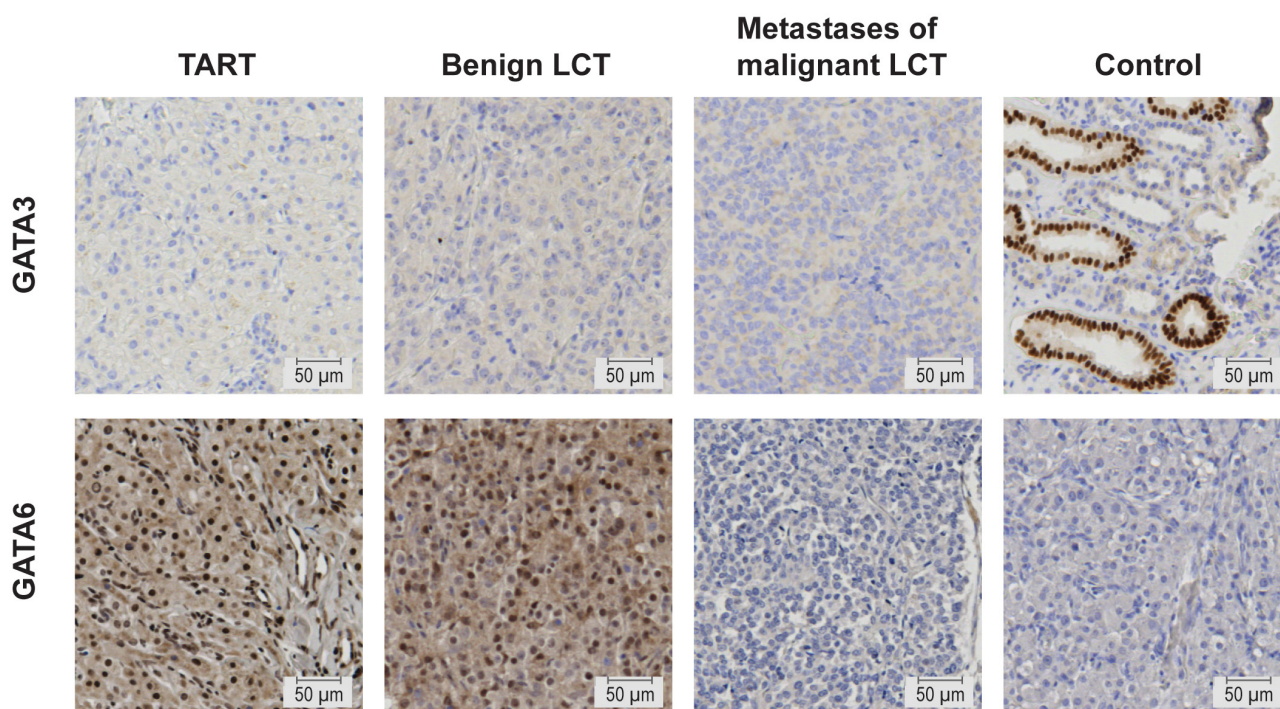 TART
Benign LCT
Metastases of
malignant LCT
Control
GATA3
50 µm
50 µm
50 µm
50 µm
GATA6
50 µm
50 µm
50 µm
50 µm